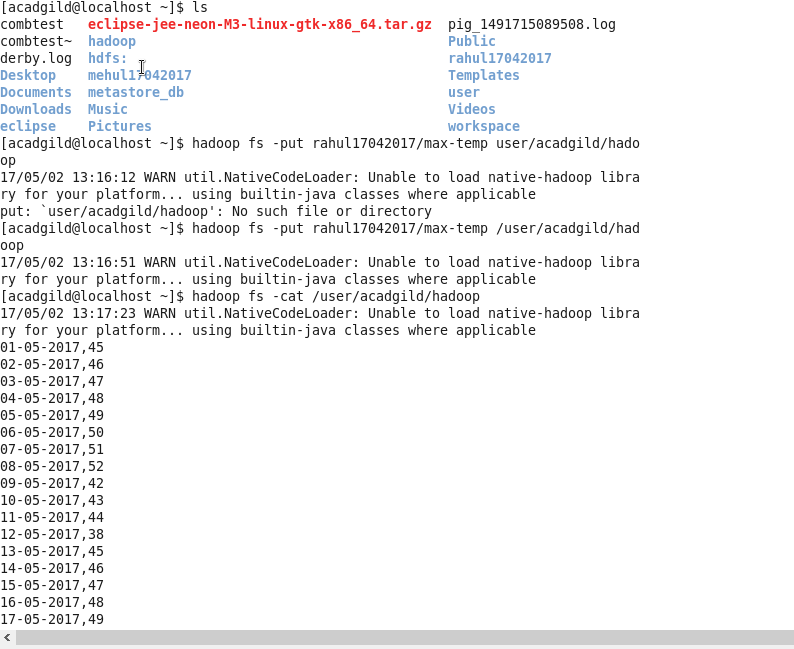 [acadgild@localhost ~]$ ls
combtest   eclipse-jee-neon-M3-linux-gtk-x86_64.tar.gz  pig_1491715089508.log
combtest~  hadoop                                       Public
derby.log  hdfs:                                        rahul17042017
Desktop    mehul17042017                                Templates
Documents  metastore_db                                 user
Downloads  Music                                        Videos
eclipse    Pictures                                     workspace
[acadgild@localhost ~]$ hadoop fs -put rahul17042017/max-temp user/acadgild/hado
op
17/05/02 13:16:12 WARN util.NativeCodeLoader: Unable to load native-hadoop libra
ry for your platform... using builtin-java classes where applicable
put: `user/acadgild/hadoop': No such file or directory
[acadgild@localhost ~]$ hadoop fs -put rahul17042017/max-temp /user/acadgild/had
oop
17/05/02 13:16:51 WARN util.NativeCodeLoader: Unable to load native-hadoop libra
ry for your platform... using builtin-java classes where applicable
[acadgild@localhost ~]$ hadoop fs -cat /user/acadgild/hadoop
17/05/02 13:17:23 WARN util.NativeCodeLoader: Unable to load native-hadoop libra
ry for your platform... using builtin-java classes where applicable
01-05-2017,45
02-05-2017,46
03-05-2017,47
04-05-2017,48
05-05-2017,49
06-05-2017,50
07-05-2017,51
08-05-2017,52
09-05-2017,42
10-05-2017,43
11-05-2017,44
12-05-2017,38
13-05-2017,45
14-05-2017,46
15-05-2017,47
16-05-2017,48
17-05-2017,49